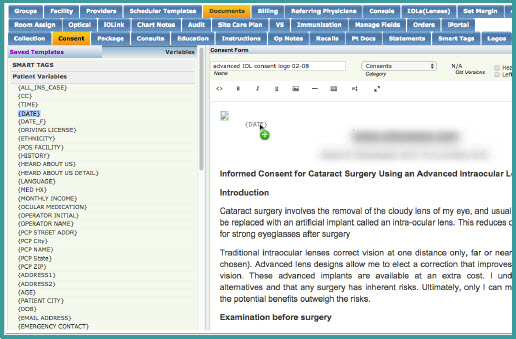 Groups Facility Providers Scheduler Templates Documents Billing Referring Physicians IOLs(Lenses) Set Margin
Room Assign Optical iOLink Chart Notes Audit Site Care Plan VS Immunization Manage Fields Orders iPortal
Collection Consent Package Consults Education Instructions Op Notes Recalls Pt Docs Statements Smart Tags Logos
Saved Templates Variables
SMART TAGS
Patient Variables
{ALL_INS_CASE}
{CC}
{TIME}
{DATE}
{DATE_F}
{DRIVING LICENSE}
{ETHNICITY}
{POS FACILITY}
{HISTORY}
{HEARD ABOUT US}
{HEARD ABOUT US DETAIL}
{LANGUAGE}
{MED HX}
{MONTHLY INCOME}
{OCULAR MEDICATION}
{OPERATOR INITIAL}
{OPERATOR NAME}
{PCP STREET ADDR}
{PCP City}
{PCP NAME}
{PCP State}
{PCP ZIP}
{ADDRESS1}
{ADDRESS2}
{AGE}
{PATIENT CITY}
{DOB}
{EMAIL ADDRESS}
{EMERGENCY CONTACT}
Consent Form
advanced IOL consent logo 02-08 Consents N/A Hea
Name Category Old Versions Left
<> B I U
{DATE}
Informed Consent for Cataract Surgery Using an Advanced Intraocular Le
Introduction
Cataract surgery involves the removal of the cloudy lens of my eye, and usual
be replaced with an artificial implant called an intra-ocular lens. This reduces o
for strong eyeglasses after surgery
Traditional intraocular lenses correct vision at one distance only, far or near
chosen). Advanced lens designs allow me to elect a correction that improves
vision. These advanced implants are available at an extra cost. I und
alternatives and that any surgery has inherent risks. Ultimately, only I can m
the potential benefits outweigh the risks.
Examination before surgery